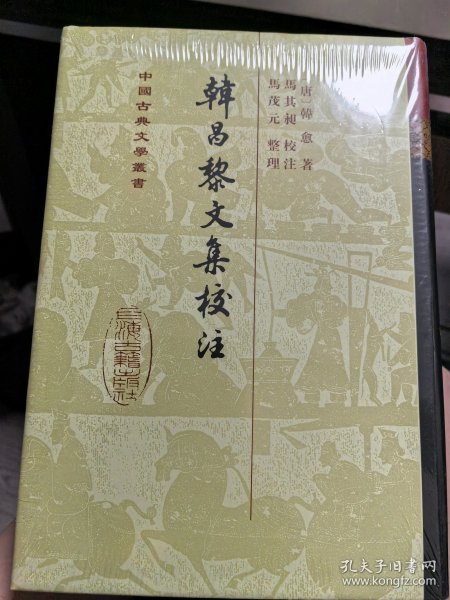 中國古典文學叢書
韓昌黎文集校注
〔唐〕韓愈 著
馬其昶 校注
馬茂元 整理
上海古籍出版社
孔夫子旧书网
www.kongfz.com